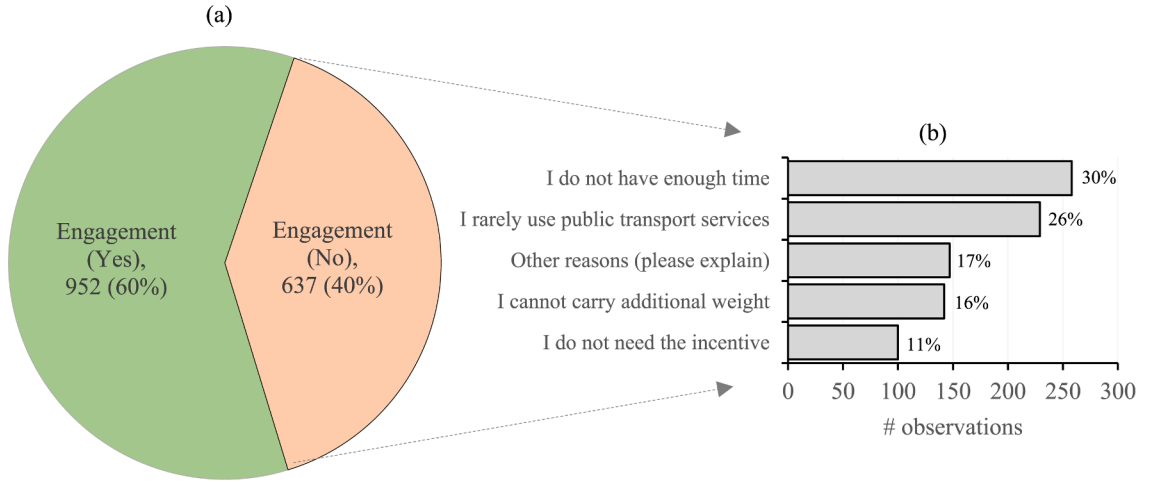 (a)
Engagement
(Yes),
952 (60%)
Engagement
(No),
637 (40%)
(b)
I do not have enough time
30%
I rarely use public transport services
26%
Other reasons (please explain)
17%
I cannot carry additional weight
16%
I do not need the incentive
11%
0 50 100 150 200 250 300
# observations